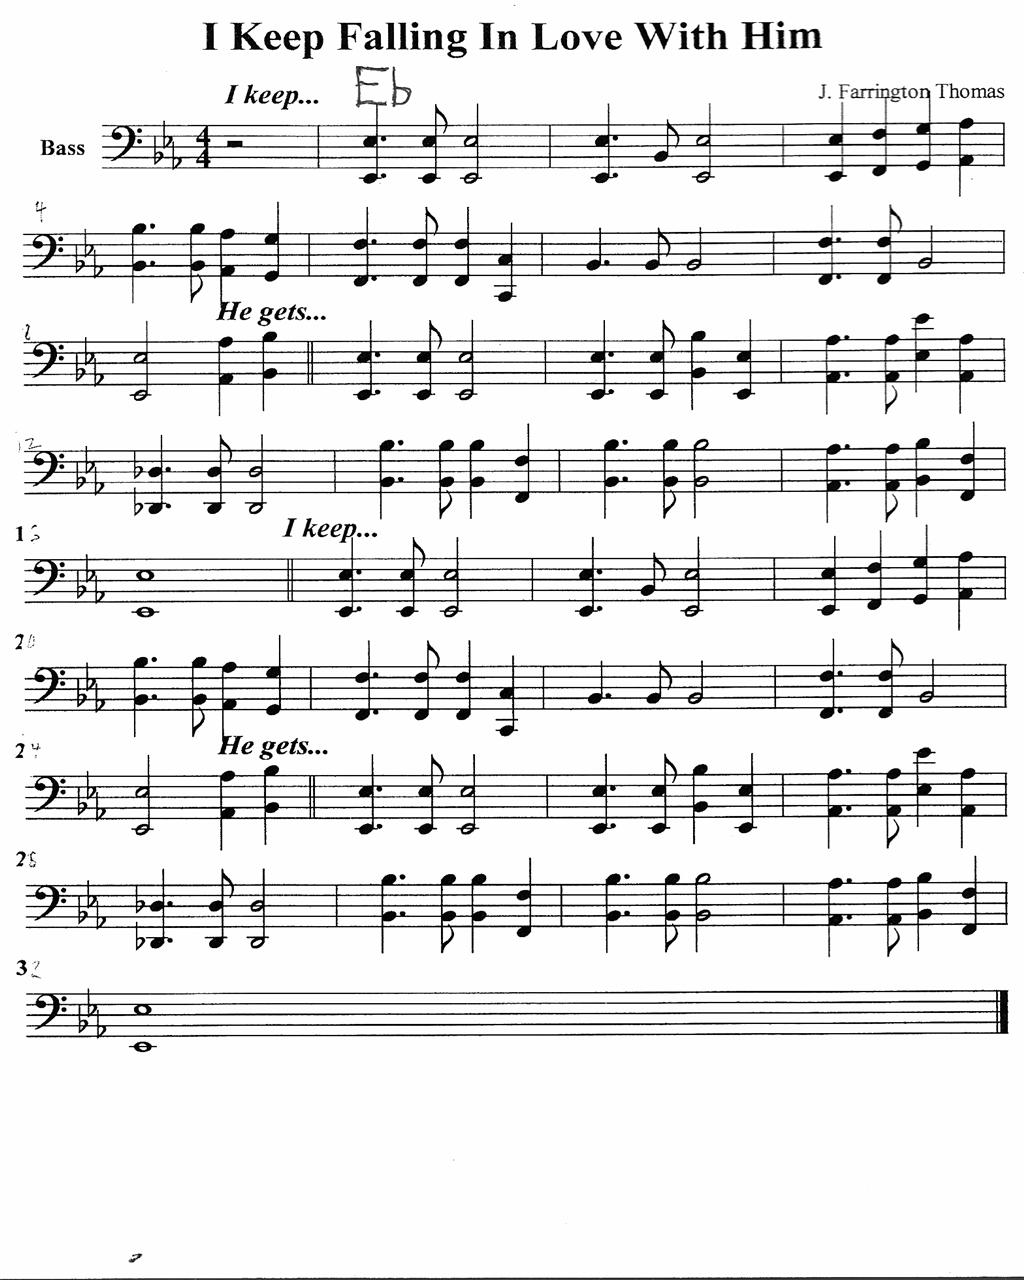 I Keep Falling In Love With Him
J. Farrington Thomas
I keep... Eb
Bass
4
He gets...
12
I keep...
16
20
He gets...
24
28
32